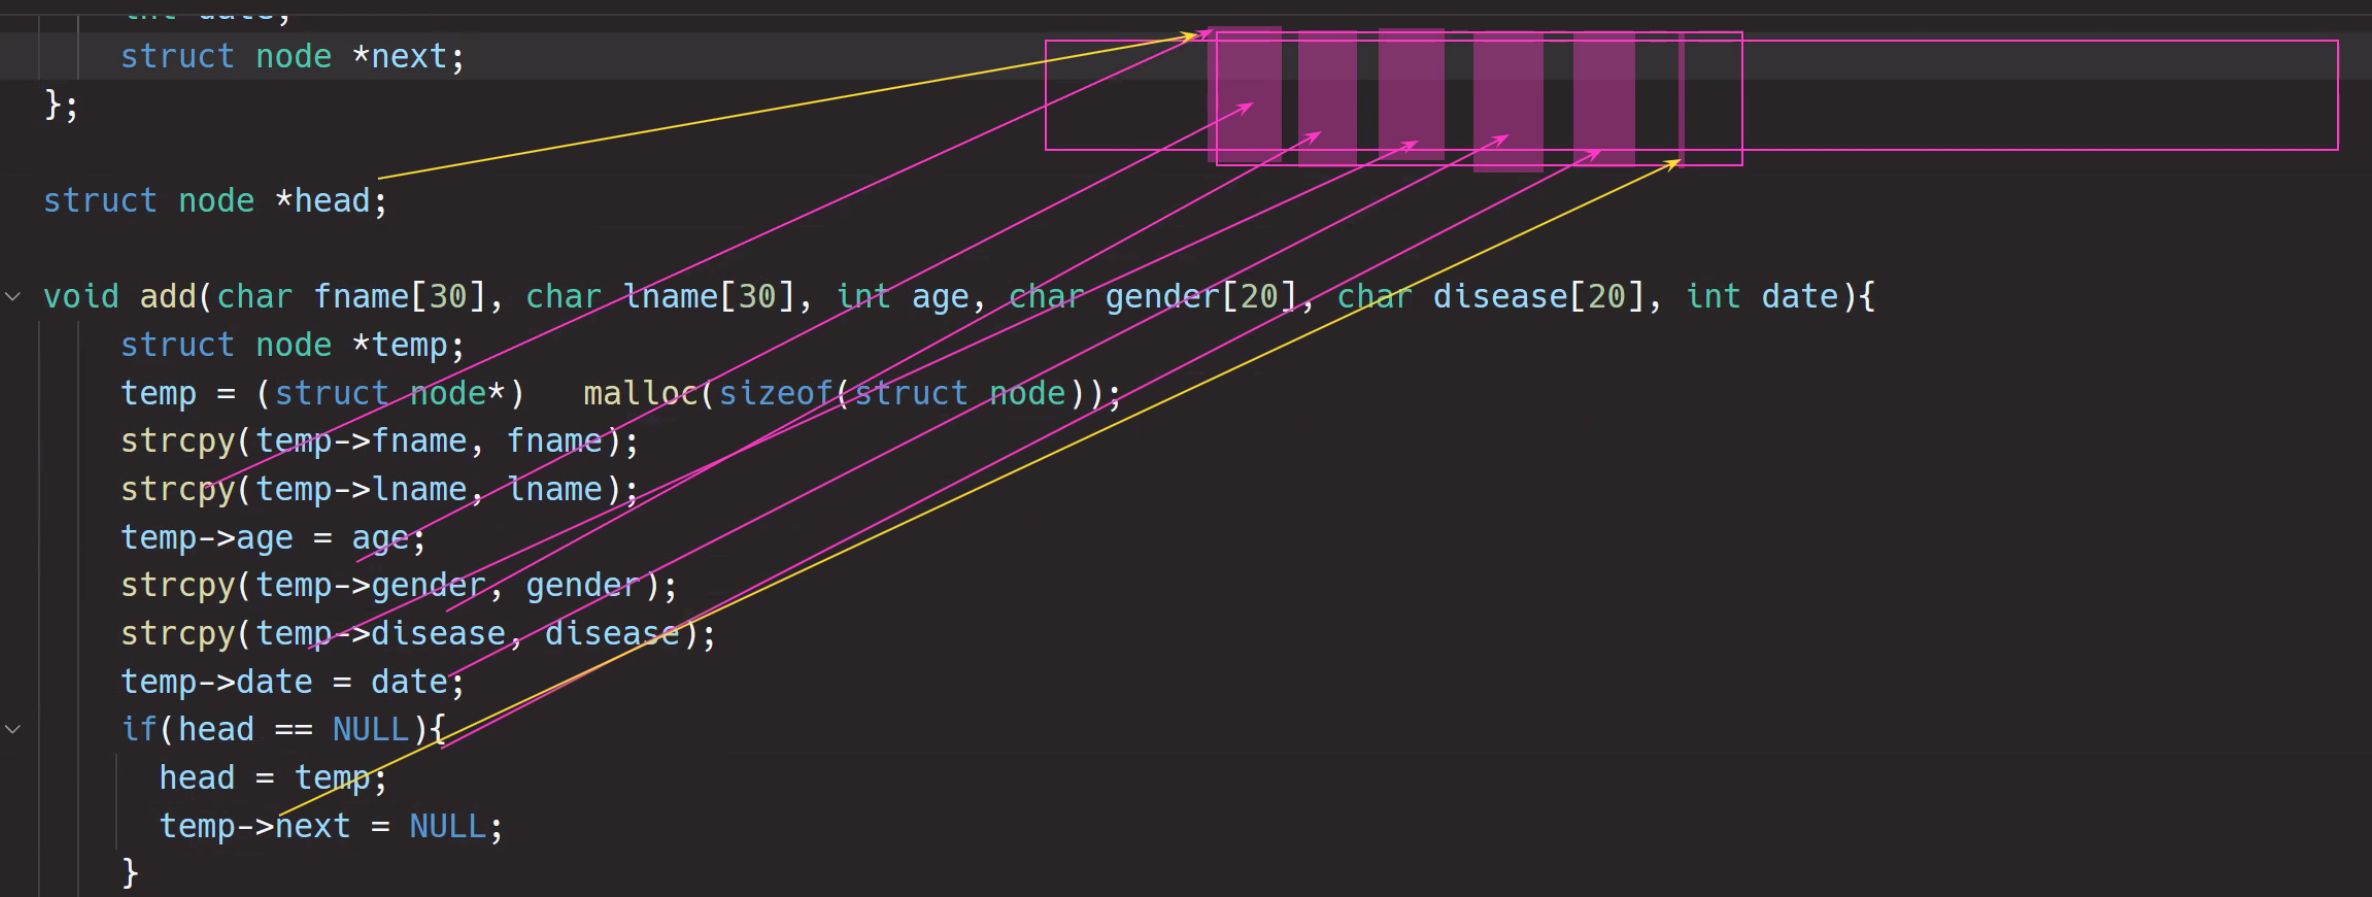 int date;
struct node *next;
};
struct node *head;
void add(char fname[30], char lname[30], int age, char gender[20], char disease[20], int date){
struct node *temp;
temp = (struct node*)   malloc(sizeof(struct node));
strcpy(temp->fname, fname);
strcpy(temp->lname, lname);
temp->age = age;
strcpy(temp->gender, gender);
strcpy(temp->disease, disease);
temp->date = date;
if(head == NULL){
head = temp;
temp->next = NULL;
}